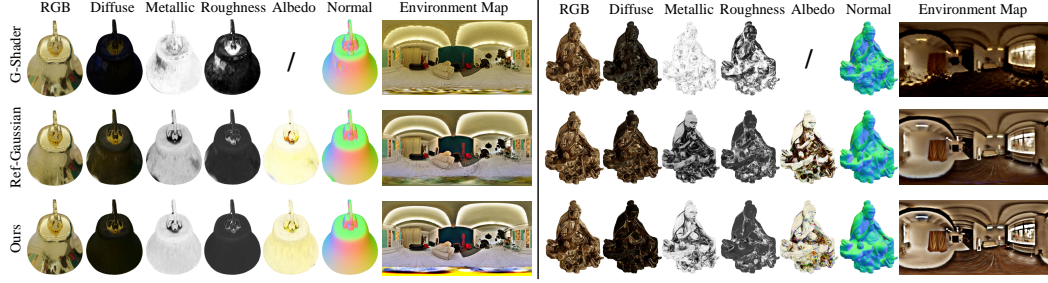 RGB Diffuse Metallic Roughness Albedo Normal Environment Map
RGB Diffuse Metallic Roughness Albedo Normal Environment Map
G-Shader
/
/
Ref-Gaussian
Ours